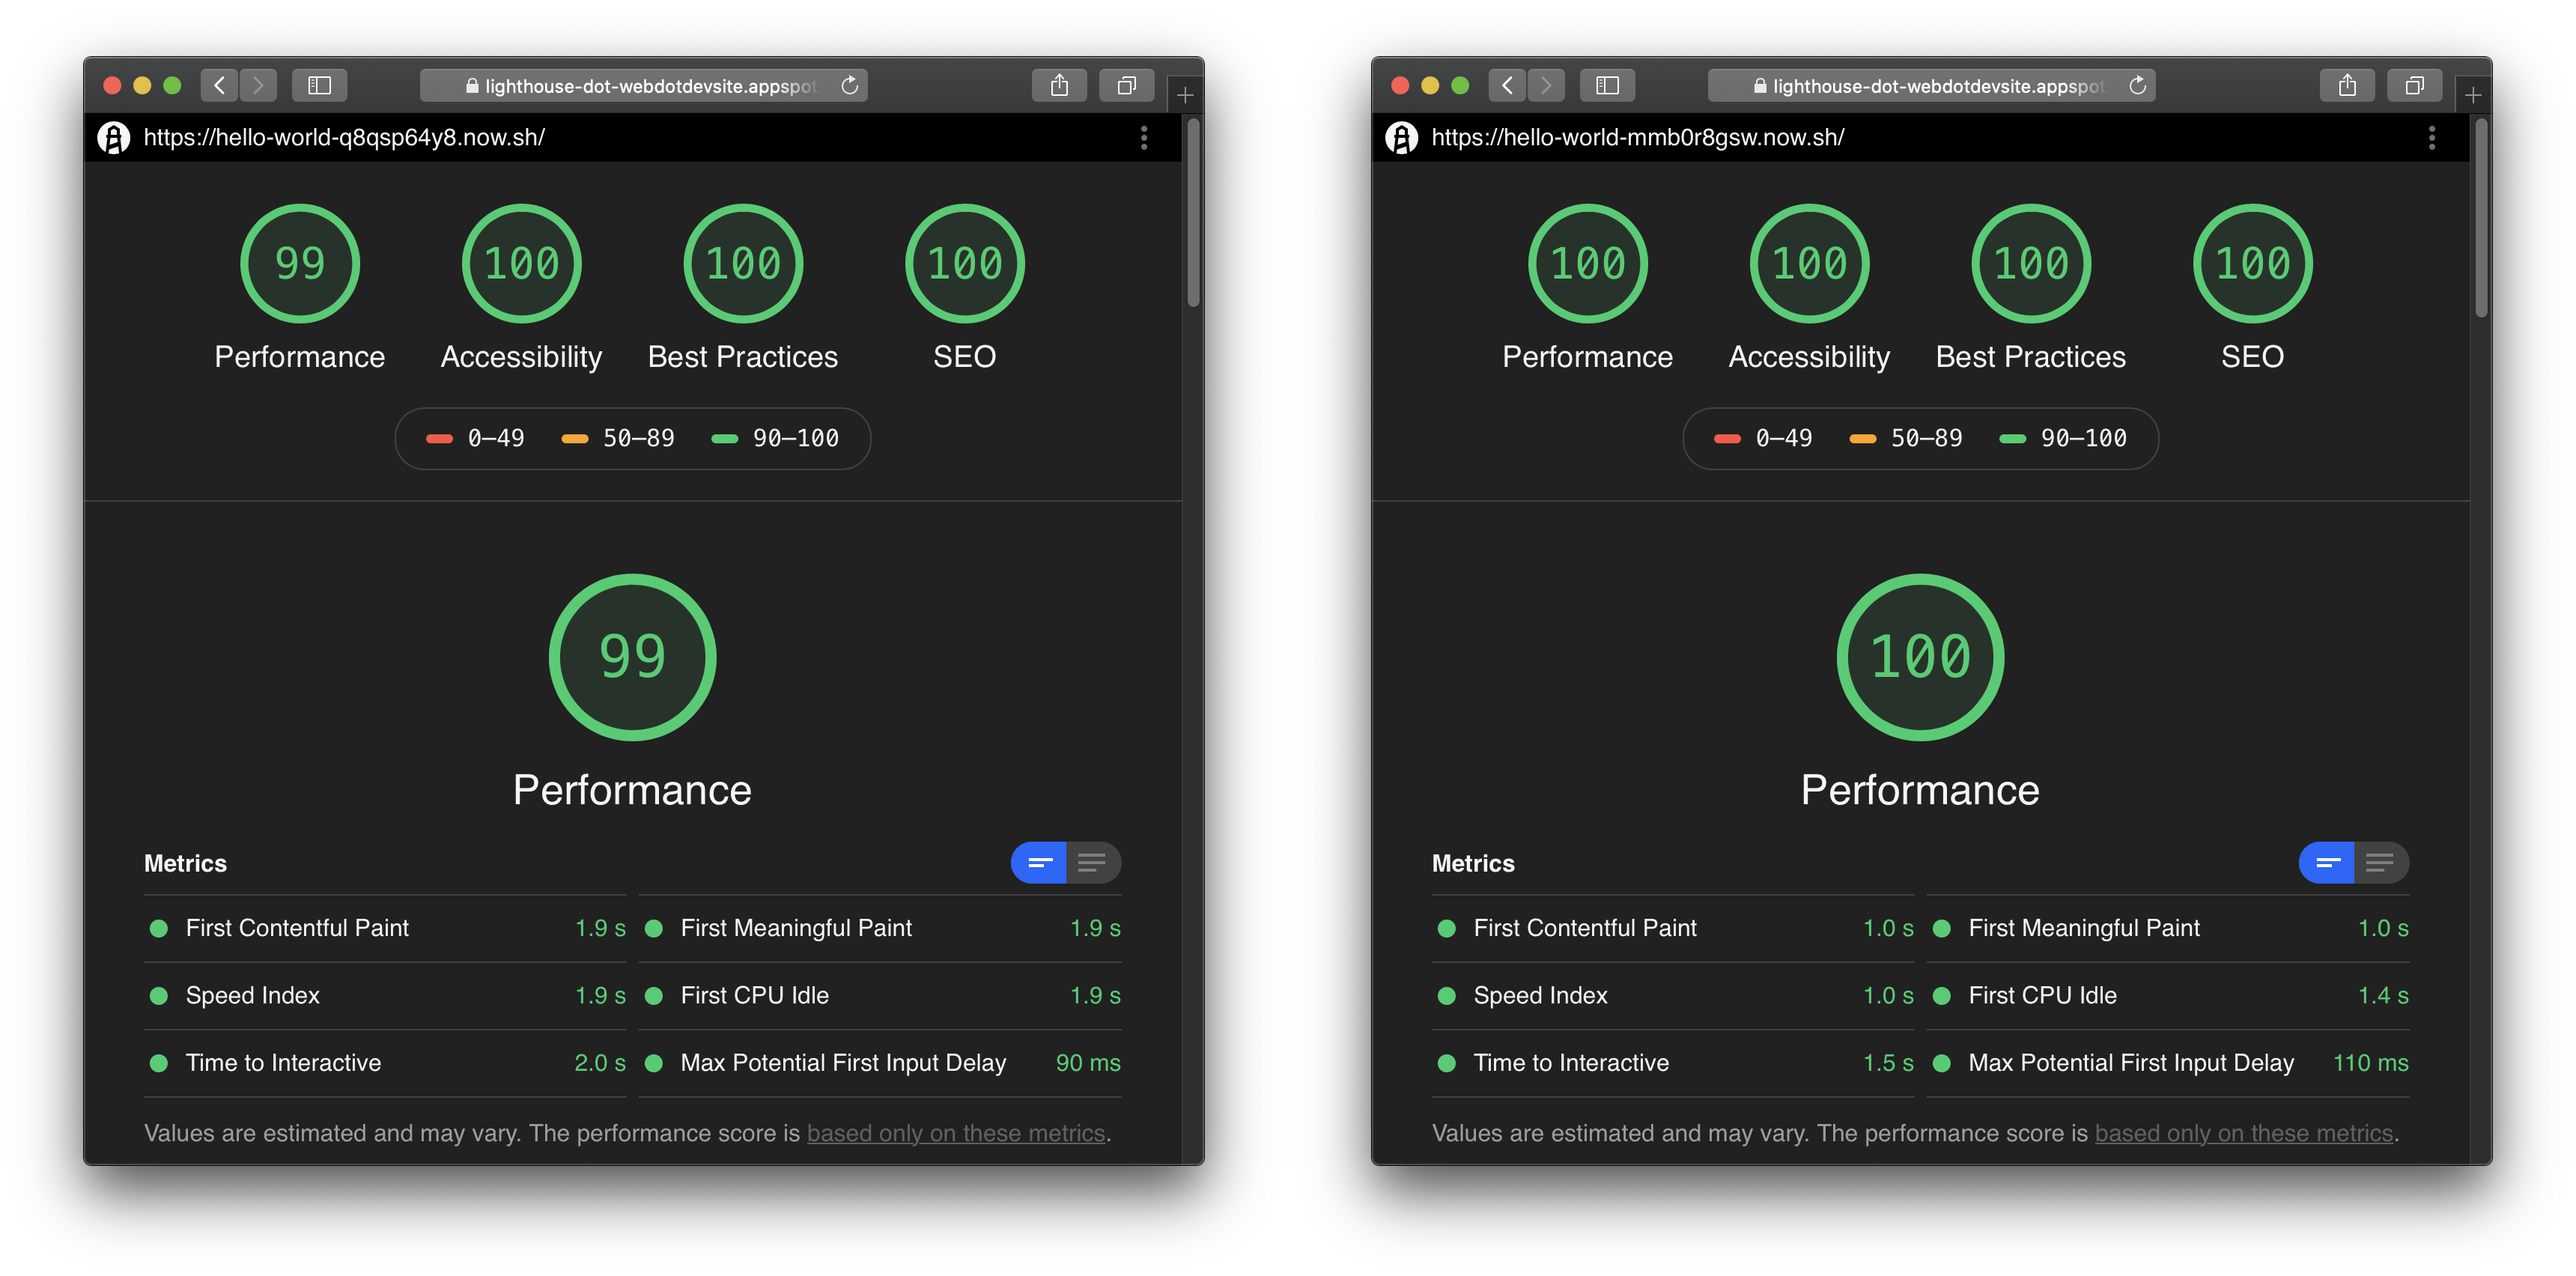 lighthouse-dot-webdotdevsite.appspot
https://hello-world-q8qsp64y8.now.sh/
99 100 100 100
Performance Accessibility Best Practices SEO
0–49 50–89 90–100
99
Performance
Metrics
First Contentful Paint 1.9 s First Meaningful Paint 1.9 s
Speed Index 1.9 s First CPU Idle 1.9 s
Time to Interactive 2.0 s Max Potential First Input Delay 90 ms
Values are estimated and may vary. The performance score is based only on these metrics.
lighthouse-dot-webdotdevsite.appspot
https://hello-world-mmb0r8gsw.now.sh/
100 100 100 100
Performance Accessibility Best Practices SEO
0–49 50–89 90–100
100
Performance
Metrics
First Contentful Paint 1.0 s First Meaningful Paint 1.0 s
Speed Index 1.0 s First CPU Idle 1.4 s
Time to Interactive 1.5 s Max Potential First Input Delay 110 ms
Values are estimated and may vary. The performance score is based only on these metrics.